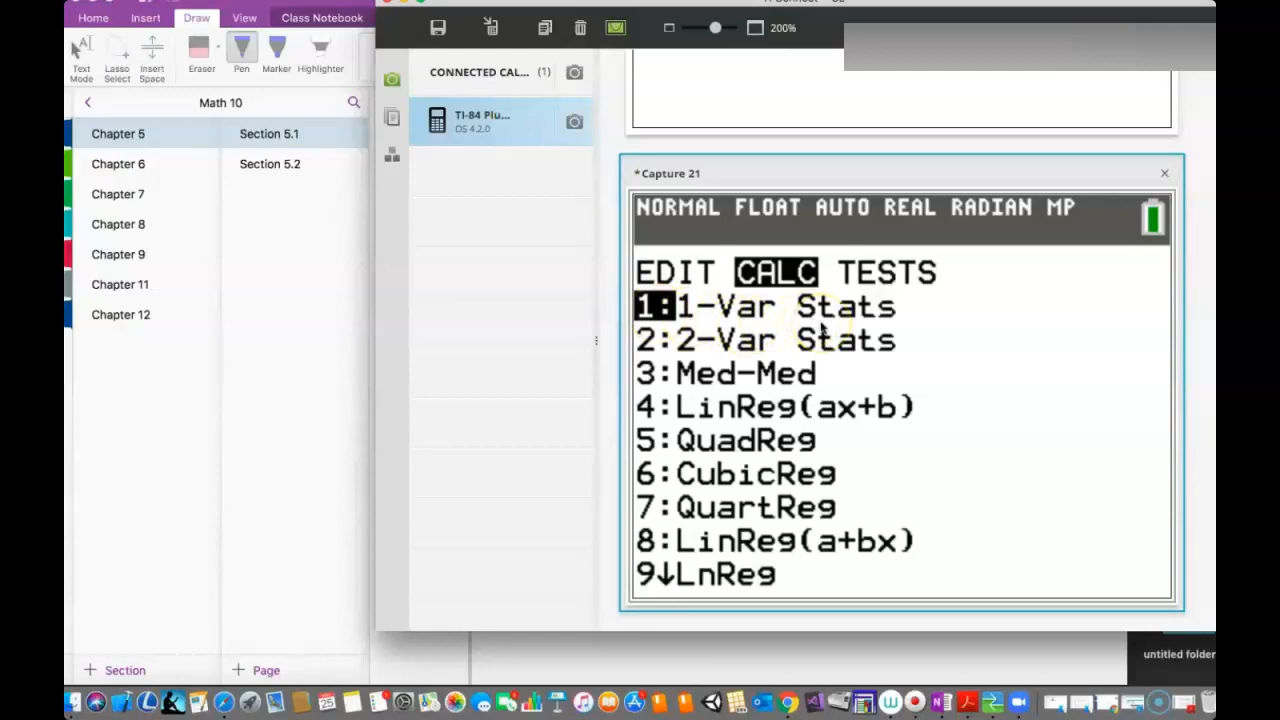 Home Insert Draw View Class Notebook
200%
Text Mode
Lasso Select
Insert Space
Eraser
Pen
Marker
Highlighter
CONNECTED CAL... (1)
Math 10
TI-84 Plu...
OS 4.2.0
Chapter 5
Section 5.1
Chapter 6
Section 5.2
Chapter 7
Chapter 8
Chapter 9
Chapter 11
Chapter 12
*Capture 21
NORMAL FLOAT AUTO REAL RADIAN MP
EDIT CALC TESTS
1:1-Var Stats
2:2-Var Stats
3:Med-Med
4:LinReg(ax+b)
5:QuadReg
6:CubicReg
7:QuartReg
8:LinReg(a+bx)
9↓LnReg
untitled folder
+ Section
+ Page